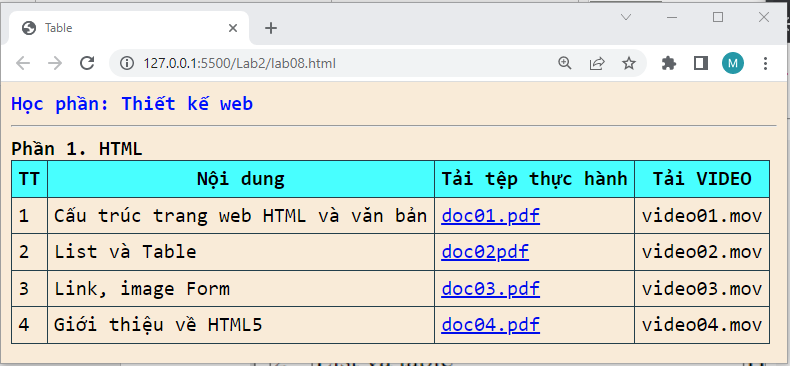 Table
127.0.0.1:5500/Lab2/lab08.html
M
Học phần: Thiết kế web
Phần 1. HTML
TT Nội dung Tải tệp thực hành Tải VIDEO
1 Cấu trúc trang web HTML và văn bản doc01.pdf video01.mov
2 List và Table doc02pdf video02.mov
3 Link, image Form doc03.pdf video03.mov
4 Giới thiệu về HTML5 doc04.pdf video04.mov